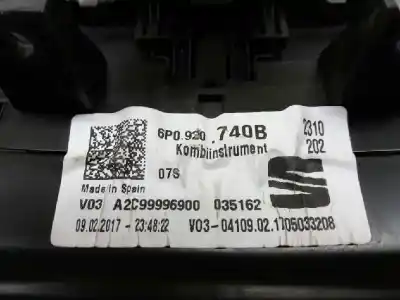 6P0.920 .740B
Kombiinstrument
2310
202
07S
Made in Spain
V03 A2C99996900 035162
09.02.2017 - 23:48:22 V03-04109.02.1705033208